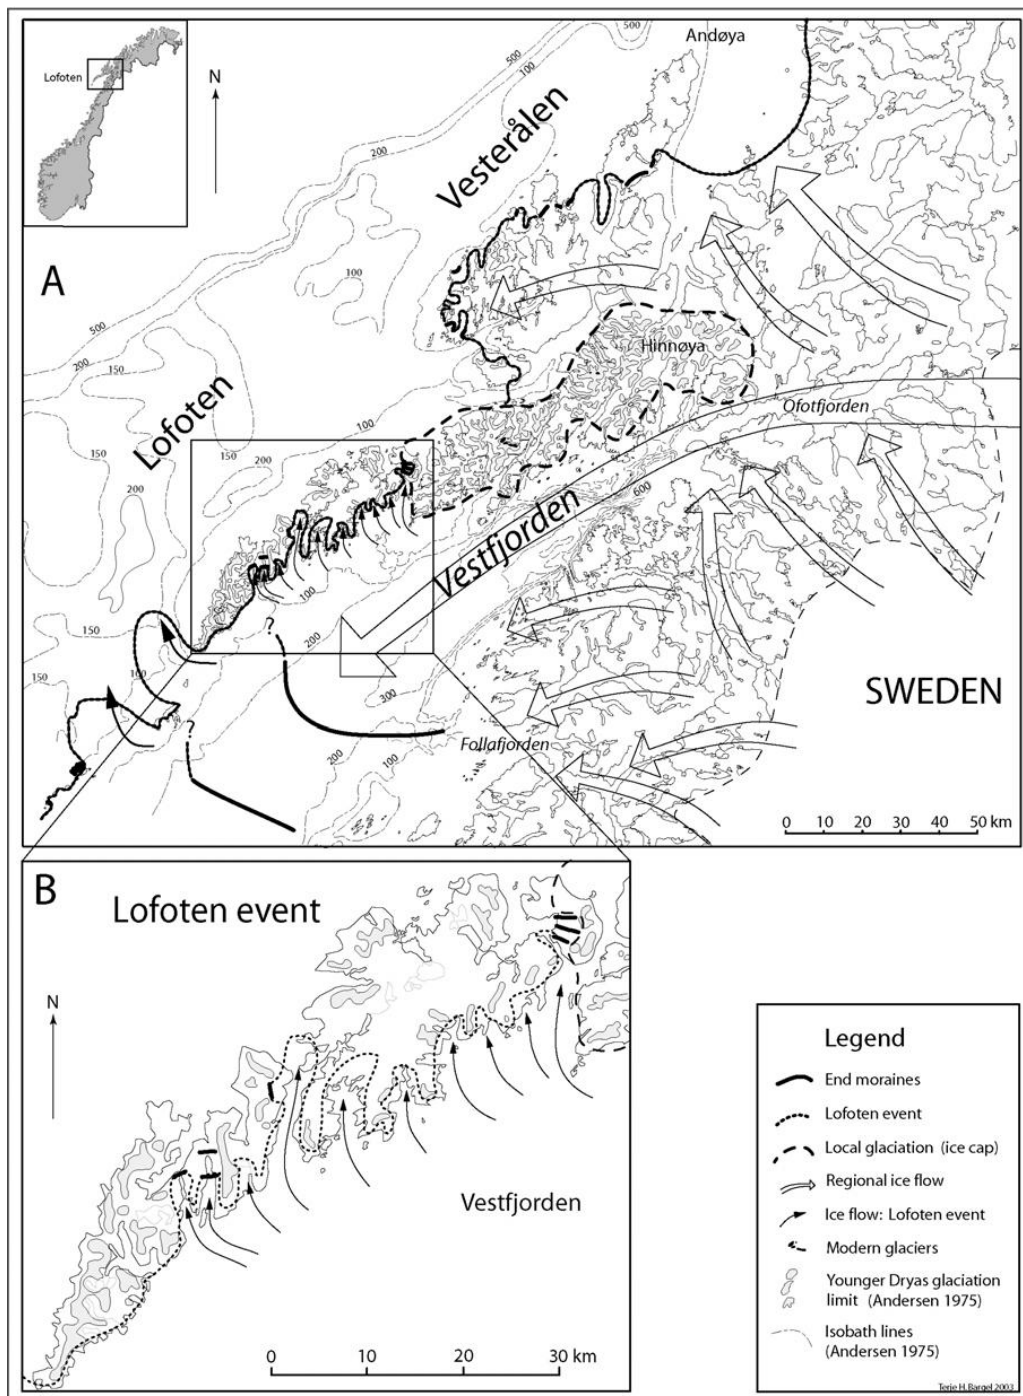 Lofoten
N
A
Andøya
500
500
100
200
Vesterålen
100
500
200
150
Hinnøya
Lofoten
100
Ofotfjorden
150
200
150
600
Vestfjorden
200
100
?
150
200
100
150
300
SWEDEN
?
200
100
Follafjorden
0 10 20 30 40 50 km
B
Lofoten event
N
Vestfjorden
0 10 20 30 km
Legend
End moraines
Lofoten event
Local glaciation (ice cap)
Regional ice flow
Ice flow: Lofoten event
Modern glaciers
Younger Dryas glaciation
limit (Andersen 1975)
Isobath lines
(Andersen 1975)
Terje H. Bargel 2003